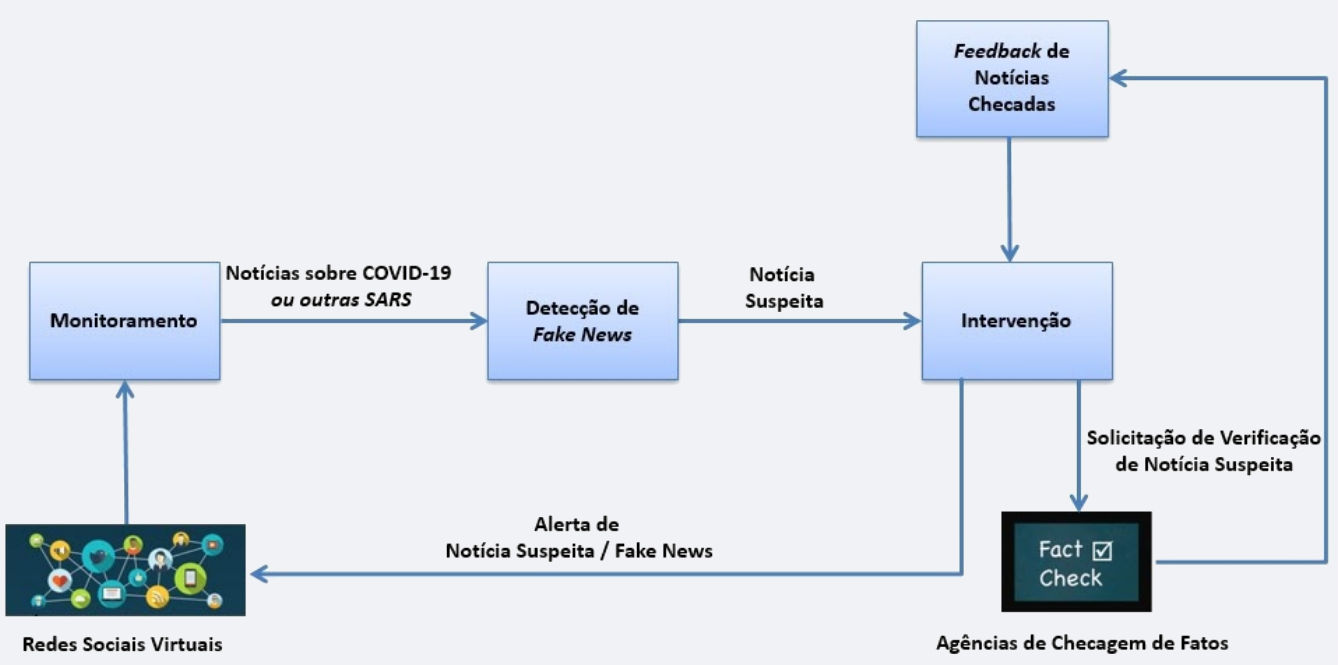 Feedback de
Notícias
Checadas
Notícias sobre COVID-19
ou outras SARS
Notícia
Suspeita
Monitoramento
Detecção de
Fake News
Intervenção
Solicitação de Verificação
de Notícia Suspeita
Alerta de
Notícia Suspeita / Fake News
Fact ☑
Check
Redes Sociais Virtuais
Agências de Checagem de Fatos